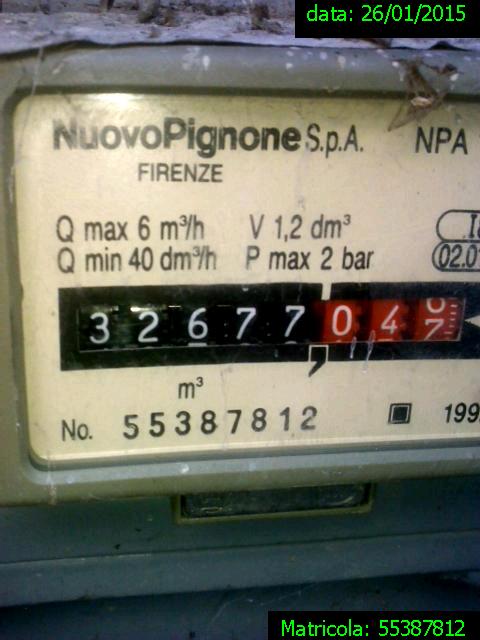 data: 26/01/2015
NuovoPignone S.p.A. NPA
FIRENZE
Q max 6 m³/h V 1,2 dm³
Q min 40 dm³/h P max 2 bar
32677,047
m³
No. 55387812
Matricola: 55387812